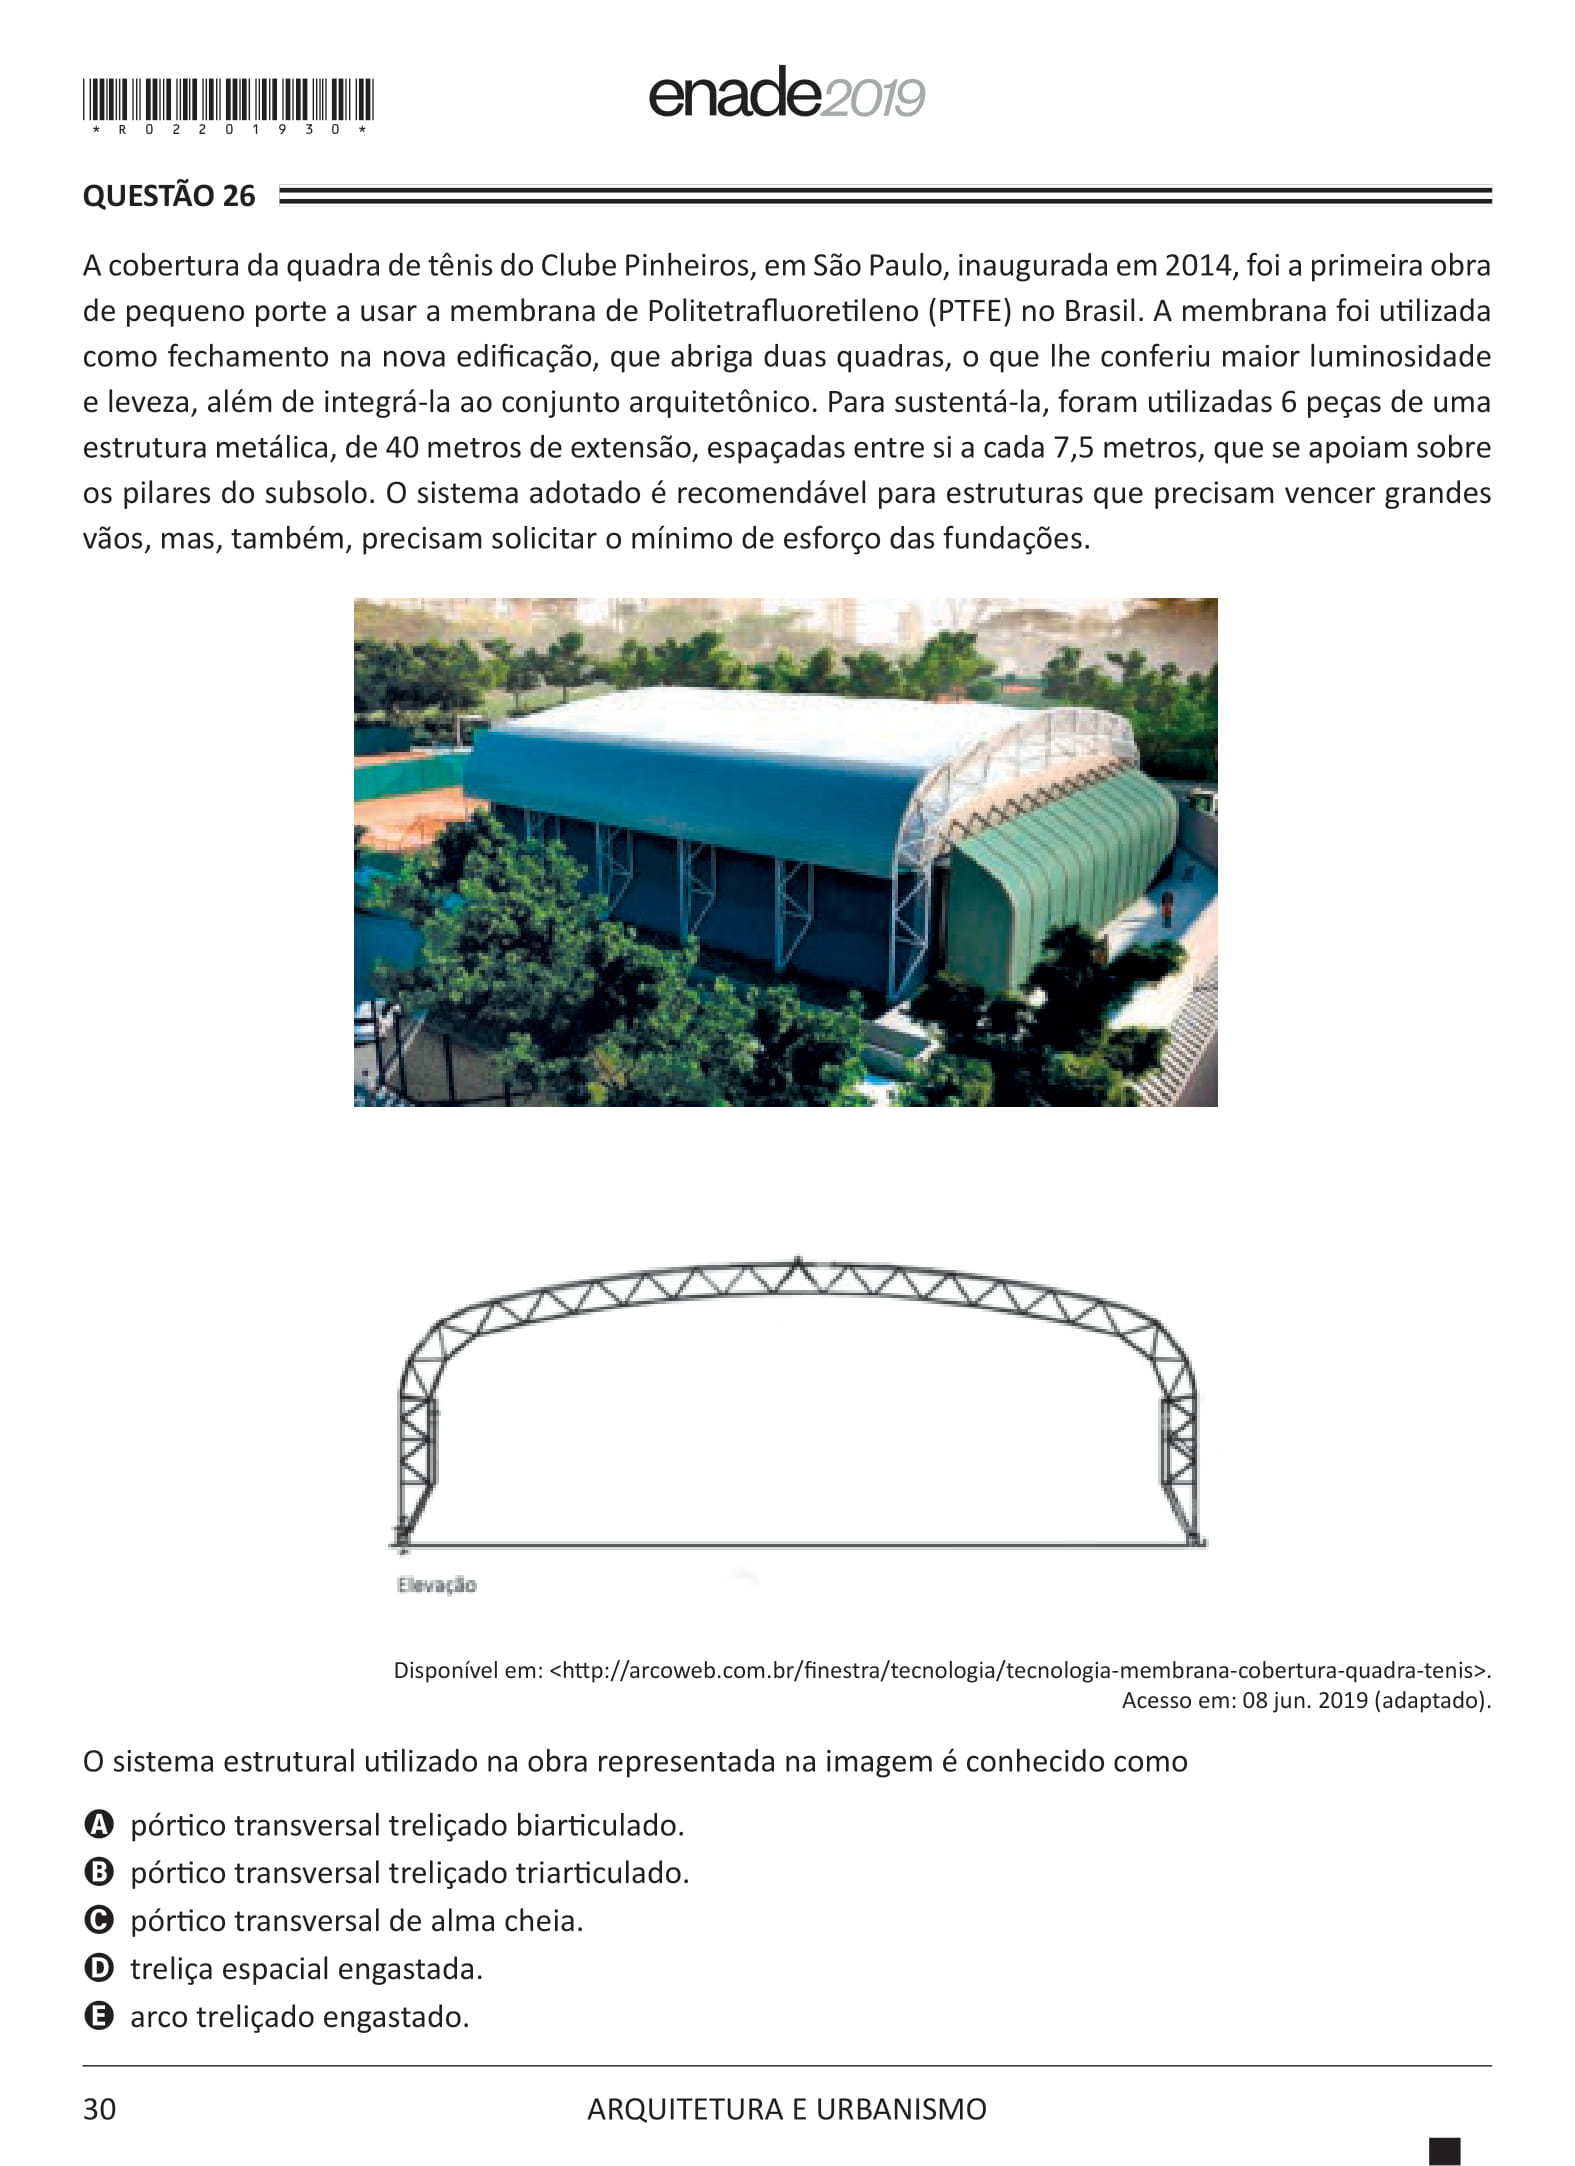 *R02201930*
enade2019
QUESTÃO 26
A cobertura da quadra de tênis do Clube Pinheiros, em São Paulo, inaugurada em 2014, foi a primeira obra
de pequeno porte a usar a membrana de Politetrafluoretileno (PTFE) no Brasil. A membrana foi utilizada
como fechamento na nova edificação, que abriga duas quadras, o que lhe conferiu maior luminosidade
e leveza, além de integrá-la ao conjunto arquitetônico. Para sustentá-la, foram utilizadas 6 peças de uma
estrutura metálica, de 40 metros de extensão, espaçadas entre si a cada 7,5 metros, que se apoiam sobre
os pilares do subsolo. O sistema adotado é recomendável para estruturas que precisam vencer grandes
vãos, mas, também, precisam solicitar o mínimo de esforço das fundações.
Elevação
Disponível em: <http://arcoweb.com.br/finestra/tecnologia/tecnologia-membrana-cobertura-quadra-tenis>.
Acesso em: 08 jun. 2019 (adaptado).
O sistema estrutural utilizado na obra representada na imagem é conhecido como
A pórtico transversal treliçado biarticulado.
B pórtico transversal treliçado triarticulado.
C pórtico transversal de alma cheia.
D treliça espacial engastada.
E arco treliçado engastado.
30
ARQUITETURA E URBANISMO